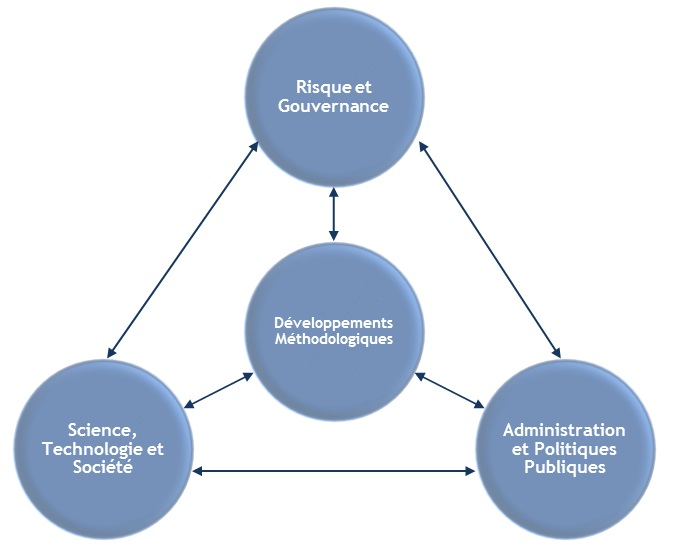 Risque et
Gouvernance
Développements
Méthodologiques
Science,
Technologie et
Société
Administration
et Politiques
Publiques